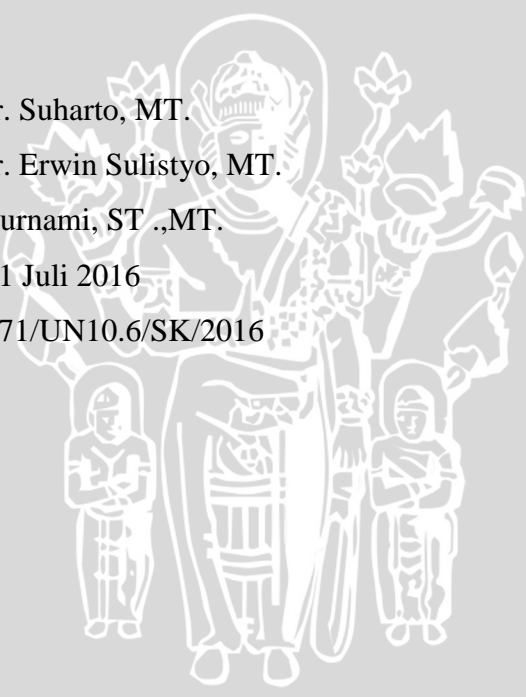 r. Suharto, MT.
r. Erwin Sulistyo, MT.
urnami, ST .,MT.
1 Juli 2016
71/UN10.6/SK/2016